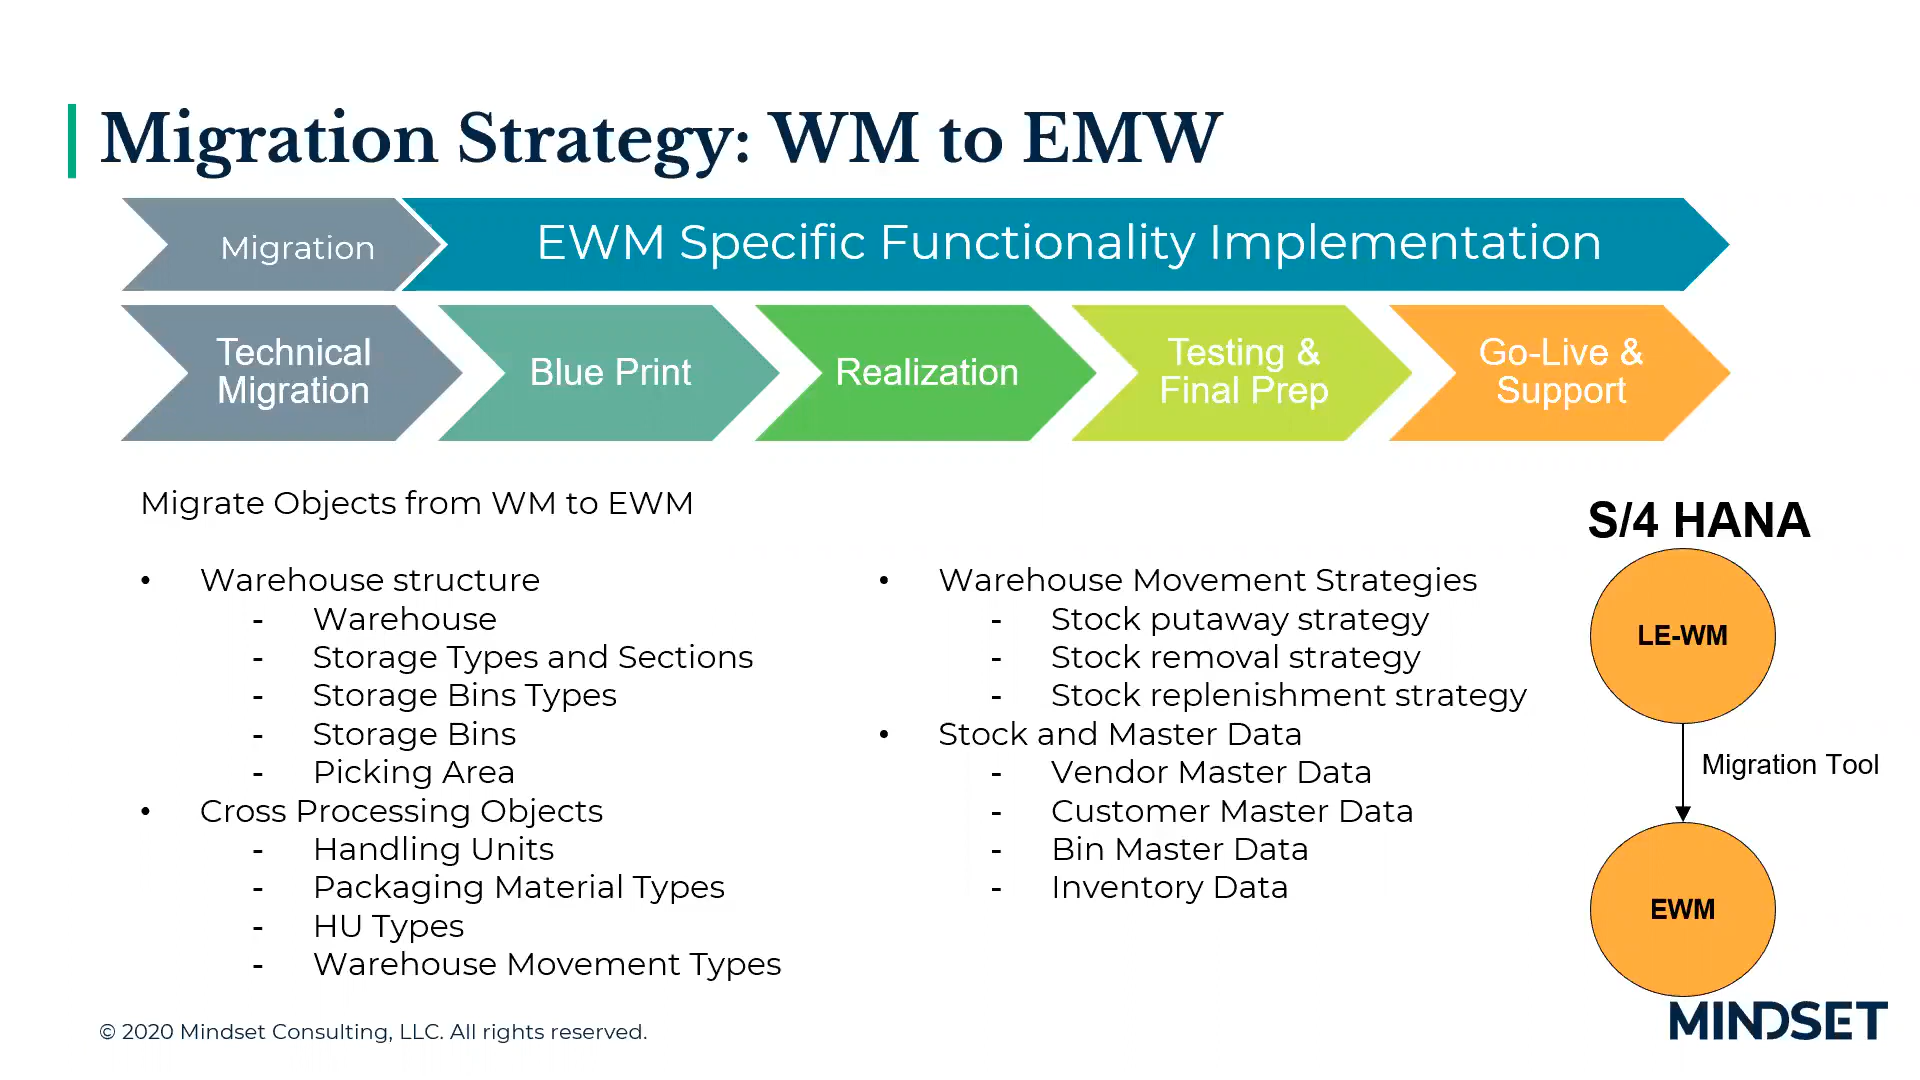 Migration Strategy: WM to EMW
Migration
EWM Specific Functionality Implementation
Technical
Migration
Blue Print
Realization
Testing &
Final Prep
Go-Live &
Support
Migrate Objects from WM to EWM
• Warehouse structure
- Warehouse
- Storage Types and Sections
- Storage Bins Types
- Storage Bins
- Picking Area
• Cross Processing Objects
- Handling Units
- Packaging Material Types
- HU Types
- Warehouse Movement Types
• Warehouse Movement Strategies
- Stock putaway strategy
- Stock removal strategy
- Stock replenishment strategy
• Stock and Master Data
- Vendor Master Data
- Customer Master Data
- Bin Master Data
- Inventory Data
S/4 HANA
LE-WM
Migration Tool
EWM
© 2020 Mindset Consulting, LLC. All rights reserved.
MINDSET